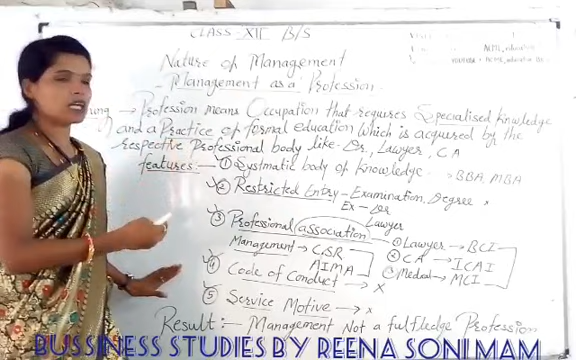 CLASS - XII B/S
Nature of Management
- Management as a Profession.
→ Profession means Occupation that requires Specialised Knowledge
and a Practice of formal education which is acquired by the
respective Professional body like - Dr., Lawyer, C A
features:- ① Systmatic body of Knowledge → BBA, MBA
② Restricted Entry - Examination, Degree ×
Ex - Dr
Lawyer
③ Professional association → ① Lawyer → BCI
Management → ② CA → ICAI
AIMA ③ Medical → MCI
④ Code of Conduct → ×
⑤ Service Motive → ×
Result:- Management Not a fulfledge Profession
BUSSINESS STUDIES BY REENA SONI MAM